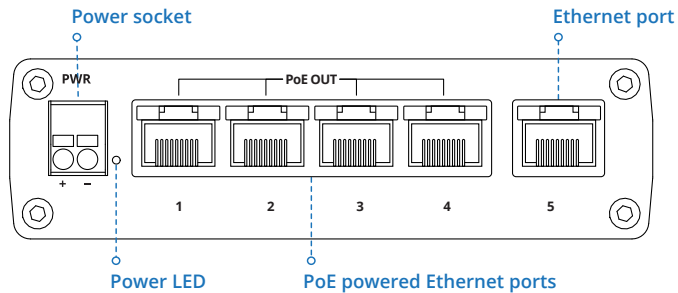 Power socket
Ethernet port
PWR
PoE OUT
+ −
1 2 3 4 5
Power LED
PoE powered Ethernet ports